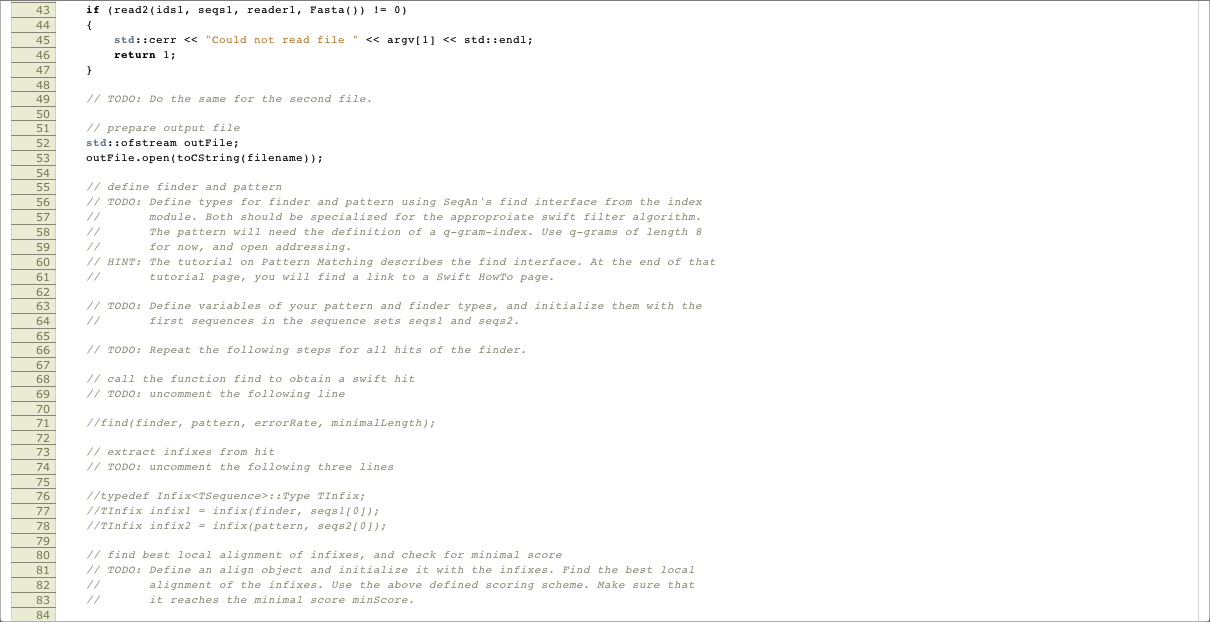 43 if (read2(ids1, seqs1, reader1, Fasta()) != 0)
44 {
45 std::cerr << "Could not read file " << argv[1] << std::endl;
46 return 1;
47 }
48
49 // TODO: Do the same for the second file.
50
51 // prepare output file
52 std::ofstream outFile;
53 outFile.open(toCString(filename));
54
55 // define finder and pattern
56 // TODO: Define types for finder and pattern using SeqAn's find interface from the index
57 // module. Both should be specialized for the approproiate swift filter algorithm.
58 // The pattern will need the definition of a q-gram-index. Use q-grams of length 8
59 // for now, and open addressing.
60 // HINT: The tutorial on Pattern Matching describes the find interface. At the end of that
61 // tutorial page, you will find a link to a Swift HowTo page.
62
63 // TODO: Define variables of your pattern and finder types, and initialize them with the
64 // first sequences in the sequence sets seqs1 and seqs2.
65
66 // TODO: Repeat the following steps for all hits of the finder.
67
68 // call the function find to obtain a swift hit
69 // TODO: uncomment the following line
70
71 //find(finder, pattern, errorRate, minimalLength);
72
73 // extract infixes from hit
74 // TODO: uncomment the following three lines
75
76 //typedef Infix<TSequence>::Type TInfix;
77 //TInfix infix1 = infix(finder, seqs1[0]);
78 //TInfix infix2 = infix(pattern, seqs2[0]);
79
80 // find best local alignment of infixes, and check for minimal score
81 // TODO: Define an align object and initialize it with the infixes. Find the best local
82 // alignment of the infixes. Use the above defined scoring scheme. Make sure that
83 // it reaches the minimal score minScore.
84